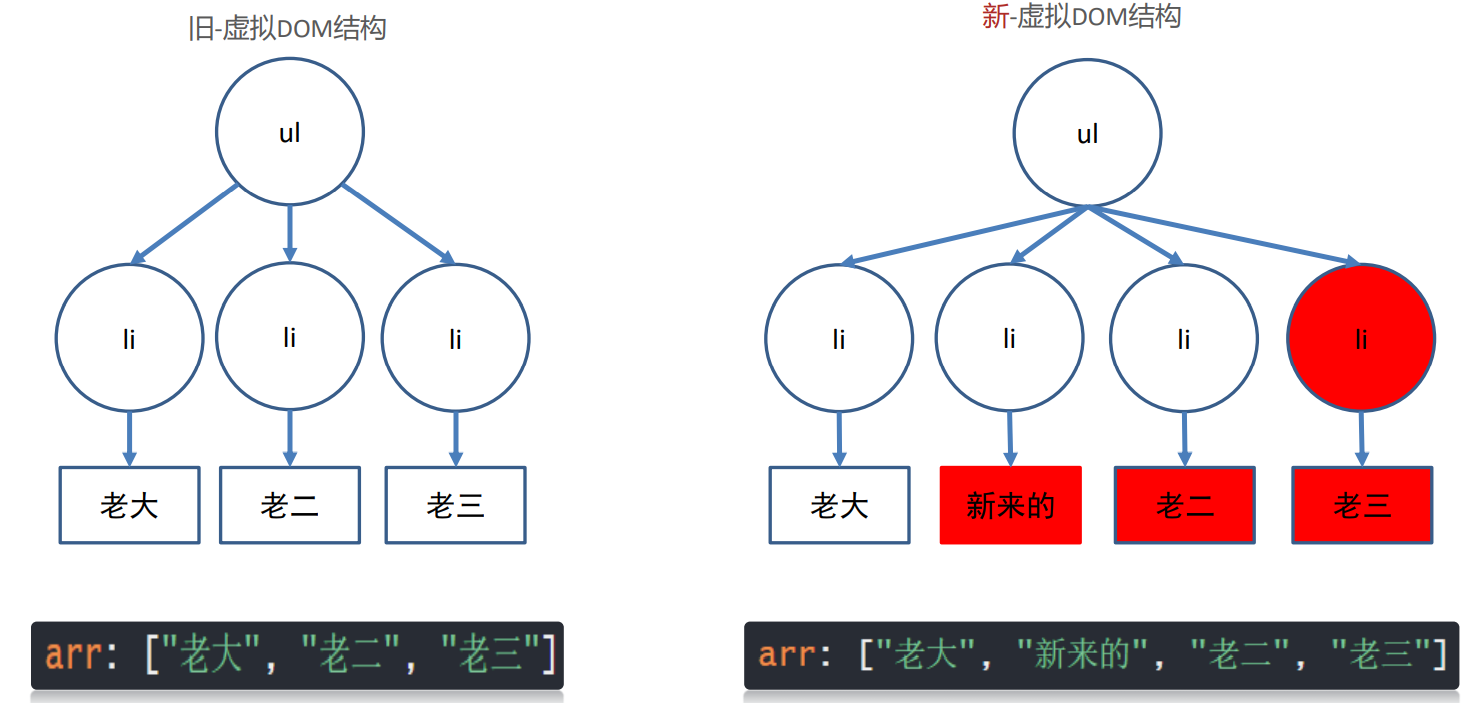 旧-虚拟DOM结构
新-虚拟DOM结构
ul
ul
li
li
li
li
li
li
li
老大
老二
老三
老大
新来的
老二
老三
arr: ["老大", "老二", "老三"]
arr: ["老大", "新来的", "老二", "老三"]